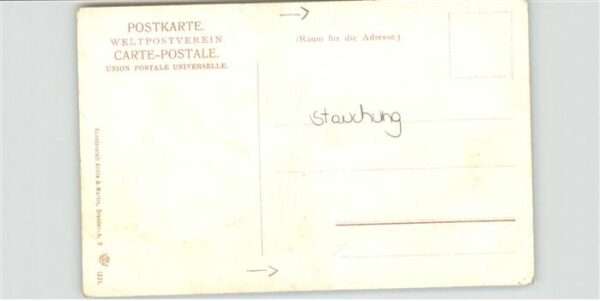 POSTKARTE.
WELTPOSTVEREIN
CARTE-POSTALE.
UNION POSTALE UNIVERSELLE.
(Raum für die Adresse)
Stauchung